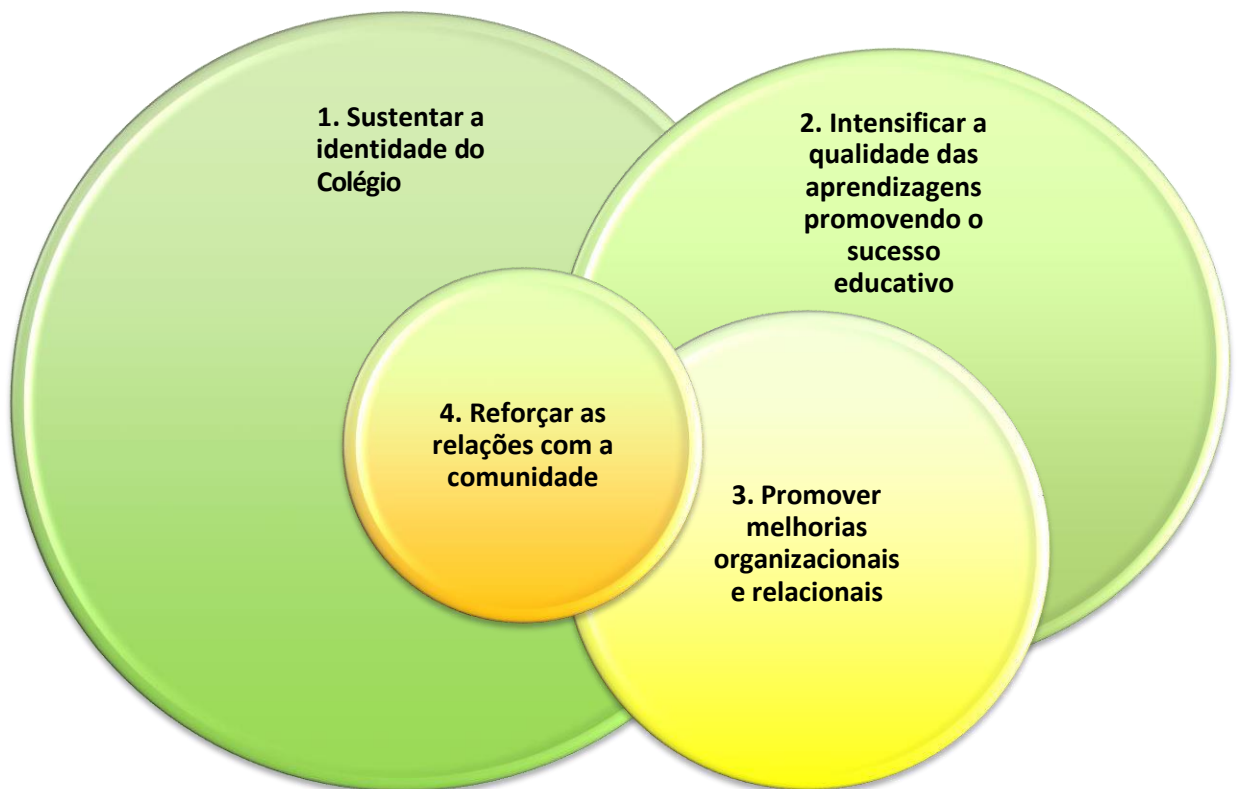 1. Sustentar a
identidade do
Colégio
2. Intensificar a
qualidade das
aprendizagens
promovendo o
sucesso
educativo
4. Reforçar as
relações com a
comunidade
3. Promover
melhorias
organizacionais
e relacionais